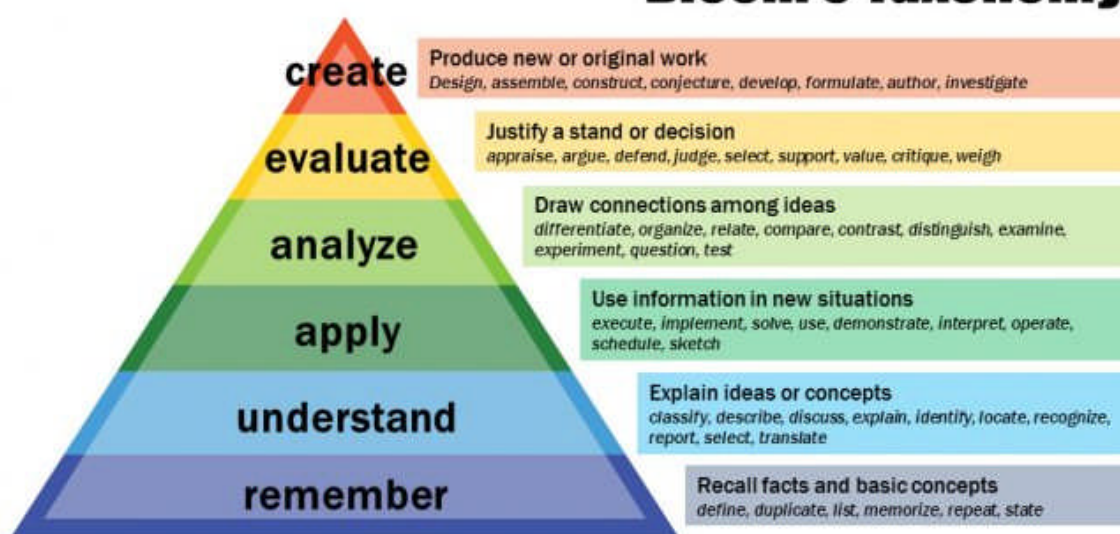 Bloom's Taxonomy
create
Produce new or original work
Design, assemble, construct, conjecture, develop, formulate, author, investigate
evaluate
Justify a stand or decision
appraise, argue, defend, judge, select, support, value, critique, weigh
analyze
Draw connections among ideas
differentiate, organize, relate, compare, contrast, distinguish, examine,
experiment, question, test
apply
Use information in new situations
execute, implement, solve, use, demonstrate, interpret, operate,
schedule, sketch
understand
Explain ideas or concepts
classify, describe, discuss, explain, identify, locate, recognize,
report, select, translate
remember
Recall facts and basic concepts
define, duplicate, list, memorize, repeat, state